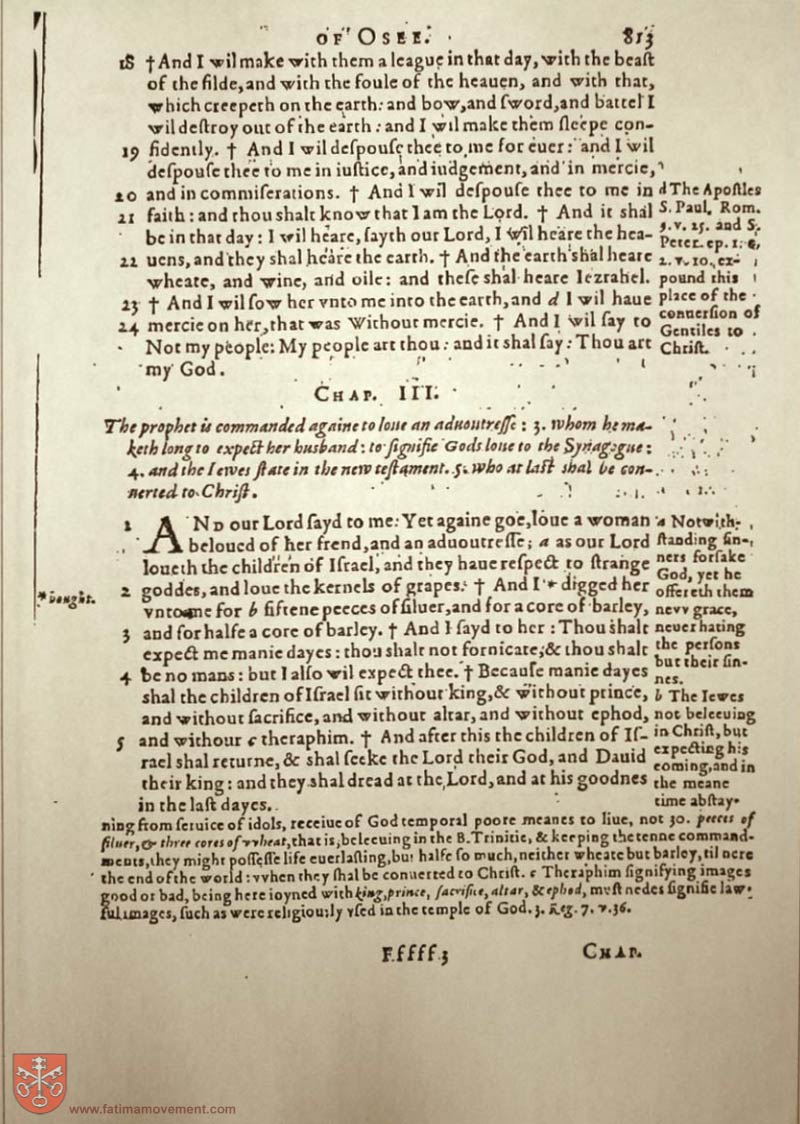 OF OSEE.
813
18 † And I wil make with them a league in that day, with the beaſt
of the filde, and with the foule of the heauen, and with that,
which creepeth on the earth: and bow, and ſword, and battel I
wil deſtroy out of the earth: and I wil make them ſleepe con-
19 fidently. † And I wil deſpouſe thee to me for euer: and I wil
deſpouſe thee to me in iuſtice, and iudgement, and in mercie,
20 and in commiſerations. † And I wil deſpouſe thee to me in
21 faith: and thou shalt know that I am the Lord. † And it shal
be in that day: I wil heare, ſayth our Lord, I wil heare the hea-
22 uens, and they shal heare the earth. † And the earth shal heare
wheate, and wine, and oile: and theſe shal heare Iezrahel.
23 † And I wil ſow her vnto me into the earth, and d I wil haue
24 mercie on her, that was without mercie. † And I wil ſay to
Not my people: My people art thou: and it shal ſay: Thou art
my God.
d The Apoſtles
S. Paul. Rom.
9. v. 25. and S.
Peter. ep. 1. c,
2. v. 10. ex-
pound this
place of the
conuerſion of
Gentiles to
Chriſt.
CHAP. III.
The prophet is commanded againe to loue an aduoutreſſe: 3. whom he ma-
keth long to expect her husband: to ſignifie Gods loue to the Synagogue:
4. and the Iewes ſtate in the new teſtament. 5. who at laſt shal be con-
uerted to Chriſt.
1 AND our Lord ſayd to me: Yet againe goe, loue a woman
beloued of her frend, and an aduoutreſſe; a as our Lord
loueth the children of Iſrael, and they haue reſpect to ſtrange
2 goddes, and loue the kernels of grapes. † And I * digged her
vnto me for b fiftene peeces of ſiluer, and for a core of barley,
3 and for halfe a core of barley. † And I ſayd to her: Thou shalt
expect me manie dayes: thou shalt not fornicate, & thou shalt
4 be no mans: but I alſo wil expect thee. † Becauſe manie dayes
shal the children of Iſrael ſit without king, & without prince,
and without ſacrifice, and without altar, and without ephod,
5 and withour c theraphim. † And after this the children of Iſ-
rael shal returne, & shal ſeeke the Lord their God, and Dauid
their king: and they shal dread at the Lord, and at his goodnes
in the laſt dayes.
* bought.
a Notwith-
ſtanding ſin-
ners forſake
God, yet he
offereth them
nevv grace,
neuer hating
the perſons
but their ſin-
nes.
b The Iewes
not beleeuing
in Chriſt, but
expecting his
coming, and in
the meane
time abſtay-
ning from ſeruice of idols, receiue of God temporal poore meanes to liue, not 30. peeces of
ſiluer, & three cores of vvheat, that is, beleeuing in the B. Trinitie, & keeping the tenne command-
ments, they might poſſeſſe life euerlaſting, but halfe ſo much, neither wheate but barley, til nere
the end of the world: vvhen they ſhal be conuerted to Chriſt. c Theraphim ſignifying images
good or bad, being here ioyned with king, prince, ſacrifice, altar, & ephod, muſt nedes ſignifie law-
ful images, ſuch as were religiouſly vſed in the temple of God. 3. Reg. 7. v. 36.
Fffff 3
CHAP.
www.fatimamovement.com